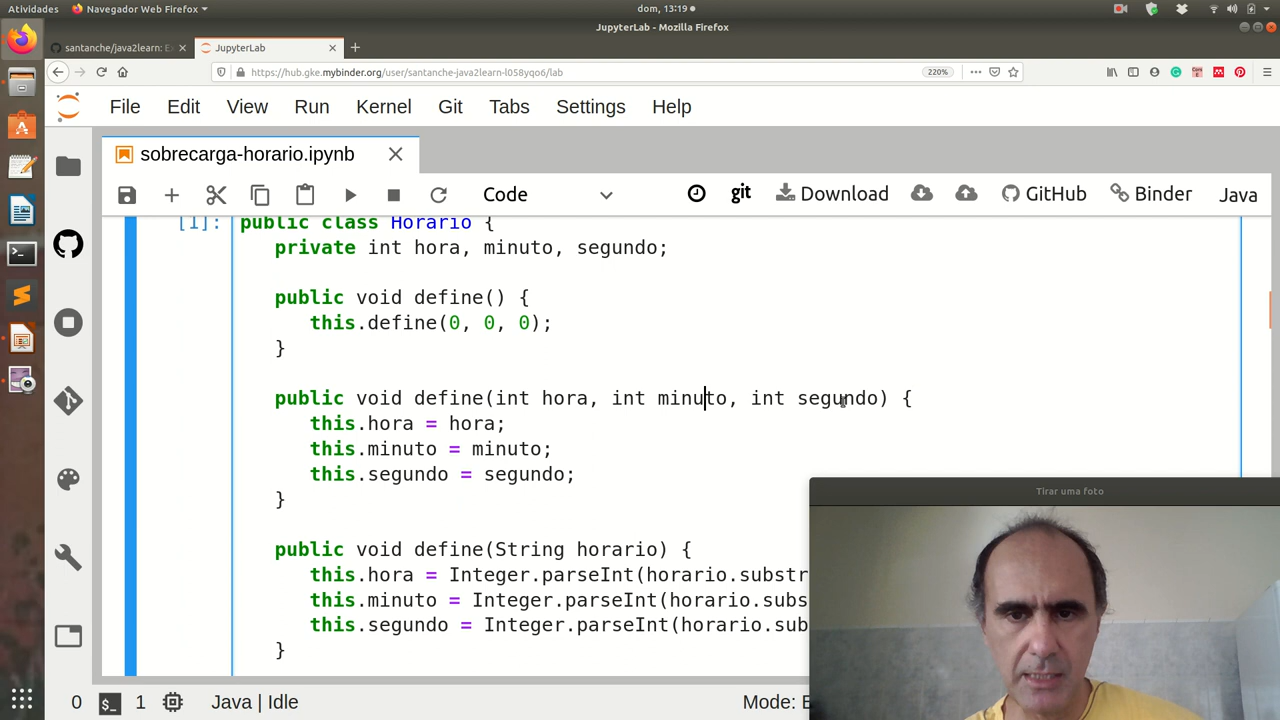 Atividades Navegador Web Firefox dom, 13:19
JupyterLab - Mozilla Firefox
santanche/java2learn: E JupyterLab
https://hub.gke.mybinder.org/user/santanche-java2learn-l058yqo6/lab 220%
File Edit View Run Kernel Git Tabs Settings Help
sobrecarga-horario.ipynb
Code git Download GitHub Binder Java
[1]: public class Horario {
private int hora, minuto, segundo;
public void define() {
this.define(0, 0, 0);
}
public void define(int hora, int minuto, int segundo) {
this.hora = hora;
this.minuto = minuto;
this.segundo = segundo;
}
Tirar uma foto
public void define(String horario) {
this.hora = Integer.parseInt(horario.substr
this.minuto = Integer.parseInt(horario.subs
this.segundo = Integer.parseInt(horario.sub
}
0 $_ 1 Java | Idle Mode: E